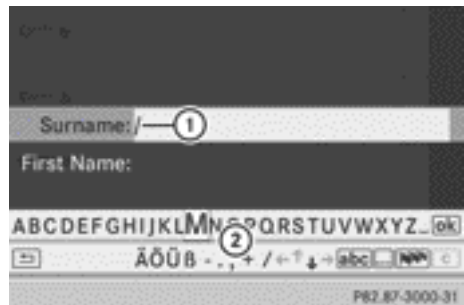 Surname:/ 1
First Name:
ABCDEFGHIJKLMNOPQRSTUVWXYZ_ ok
2
ÄÖÜß - . , + / ←↑↓→ abc c
P82.87-3000-31